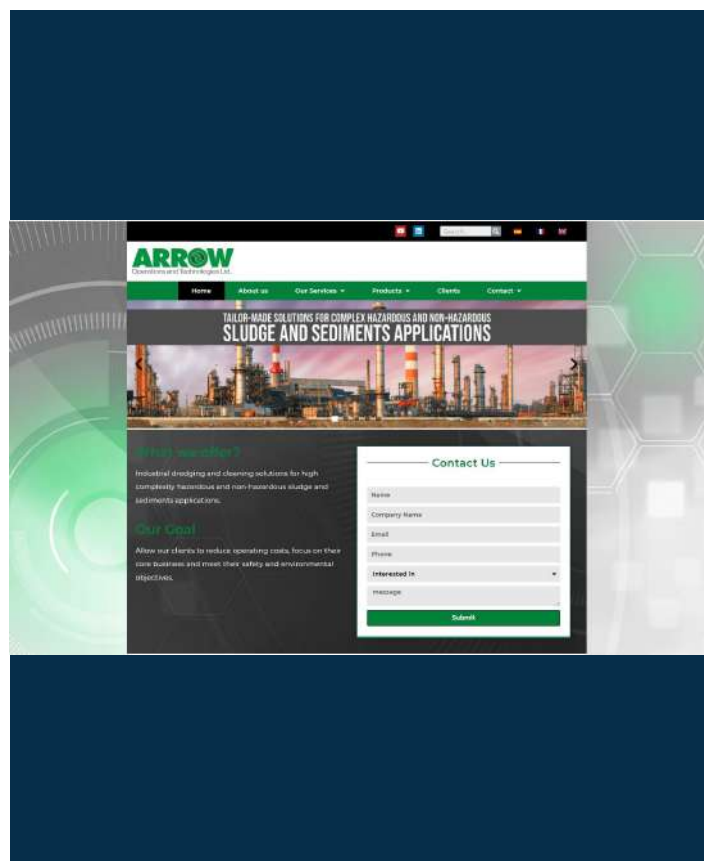 Search...
ARROW
Operations and Technologies Ltd.
Home About us Our Services Products Clients Contact
TAILOR-MADE SOLUTIONS FOR COMPLEX HAZARDOUS AND NON-HAZARDOUS
SLUDGE AND SEDIMENTS APPLICATIONS
What we offer?
Industrial dredging and cleaning solutions for high
complexity hazardous and non-hazardous sludge and
sediments applications.
Our Goal
Allow our clients to reduce operating costs, focus on their
core business and meet their safety and environmental
objectives.
Contact Us
Name
Company Name
Email
Phone
Interested In
message
Submit